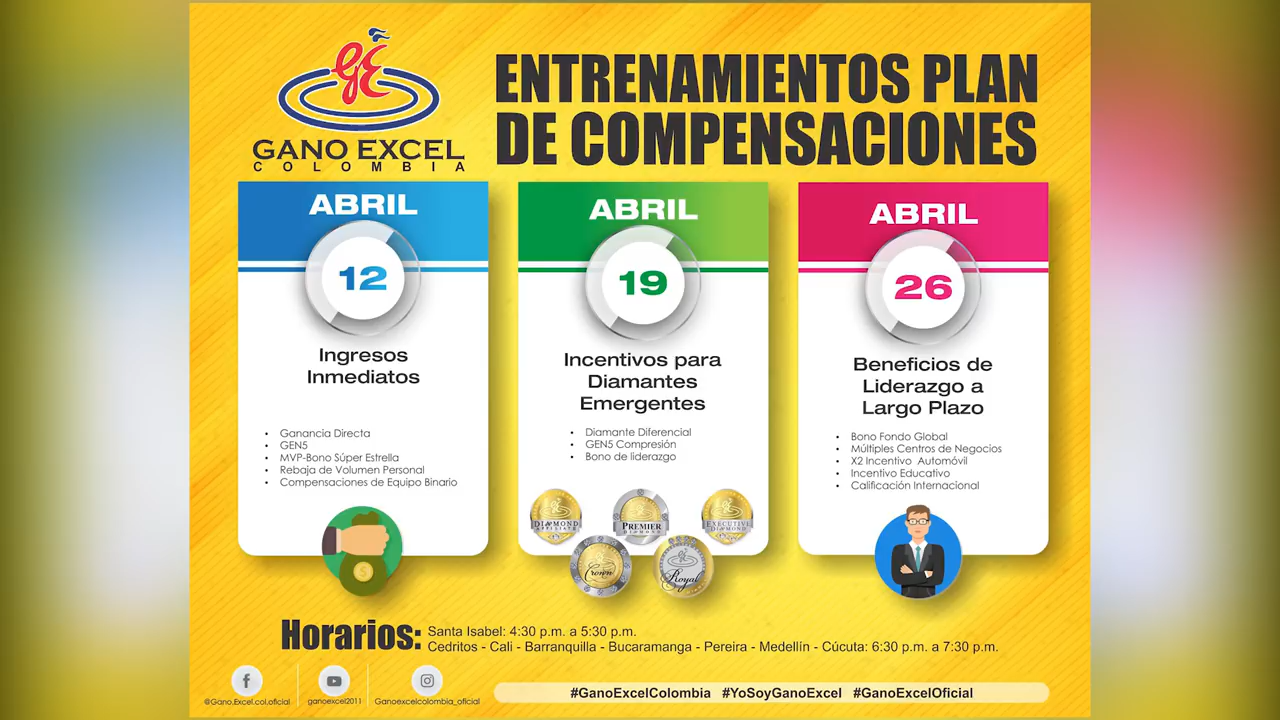 GE
GANO EXCEL
COLOMBIA
ENTRENAMIENTOS PLAN
DE COMPENSACIONES
ABRIL
12
Ingresos
Inmediatos
• Ganancia Directa
• GEN5
• MVP-Bono Súper Estrella
• Rebaja de Volumen Personal
• Compensaciones de Equipo Binario
ABRIL
19
Incentivos para
Diamantes
Emergentes
• Diamante Diferencial
• GEN5 Compresión
• Bono de liderazgo
DIAMOND
AFFILIATE
PREMIER
DIAMOND
EXECUTIVE
DIAMOND
Crown
Royal
ABRIL
26
Beneficios de
Liderazgo a
Largo Plazo
• Bono Fondo Global
• Múltiples Centros de Negocios
• X2 Incentivo Automóvil
• Incentivo Educativo
• Calificación Internacional
Horarios:
Santa Isabel: 4:30 p.m. a 5:30 p.m.
Cedritos - Cali - Barranquilla - Bucaramanga - Pereira - Medellín - Cúcuta: 6:30 p.m. a 7:30 p.m.
@Gano.Excel.col.oficial
ganoexcel2011
Ganoexcelcolombia_oficial
#GanoExcelColombia #YoSoyGanoExcel #GanoExcelOficial